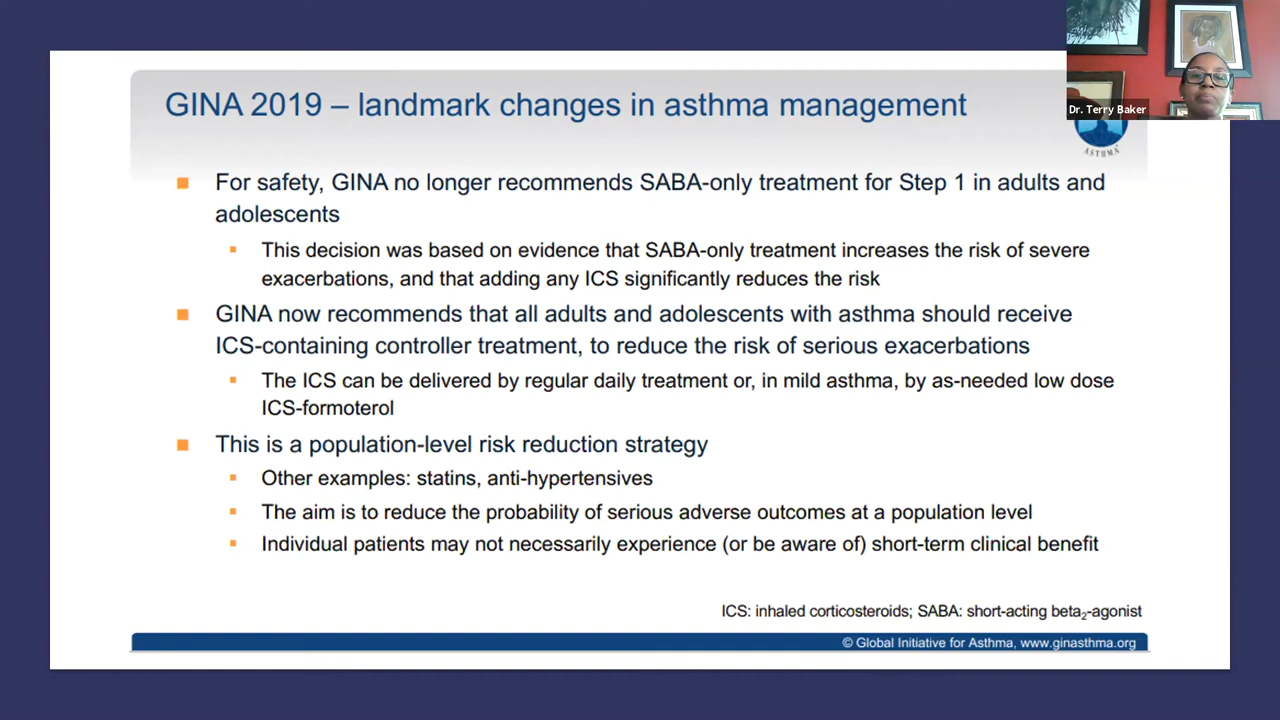 GINA 2019 – landmark changes in asthma management
Dr. Terry Baker
ASTHMA
For safety, GINA no longer recommends SABA-only treatment for Step 1 in adults and
adolescents
This decision was based on evidence that SABA-only treatment increases the risk of severe
exacerbations, and that adding any ICS significantly reduces the risk
GINA now recommends that all adults and adolescents with asthma should receive
ICS-containing controller treatment, to reduce the risk of serious exacerbations
The ICS can be delivered by regular daily treatment or, in mild asthma, by as-needed low dose
ICS-formoterol
This is a population-level risk reduction strategy
Other examples: statins, anti-hypertensives
The aim is to reduce the probability of serious adverse outcomes at a population level
Individual patients may not necessarily experience (or be aware of) short-term clinical benefit
ICS: inhaled corticosteroids; SABA: short-acting beta₂-agonist
© Global Initiative for Asthma, www.ginasthma.org